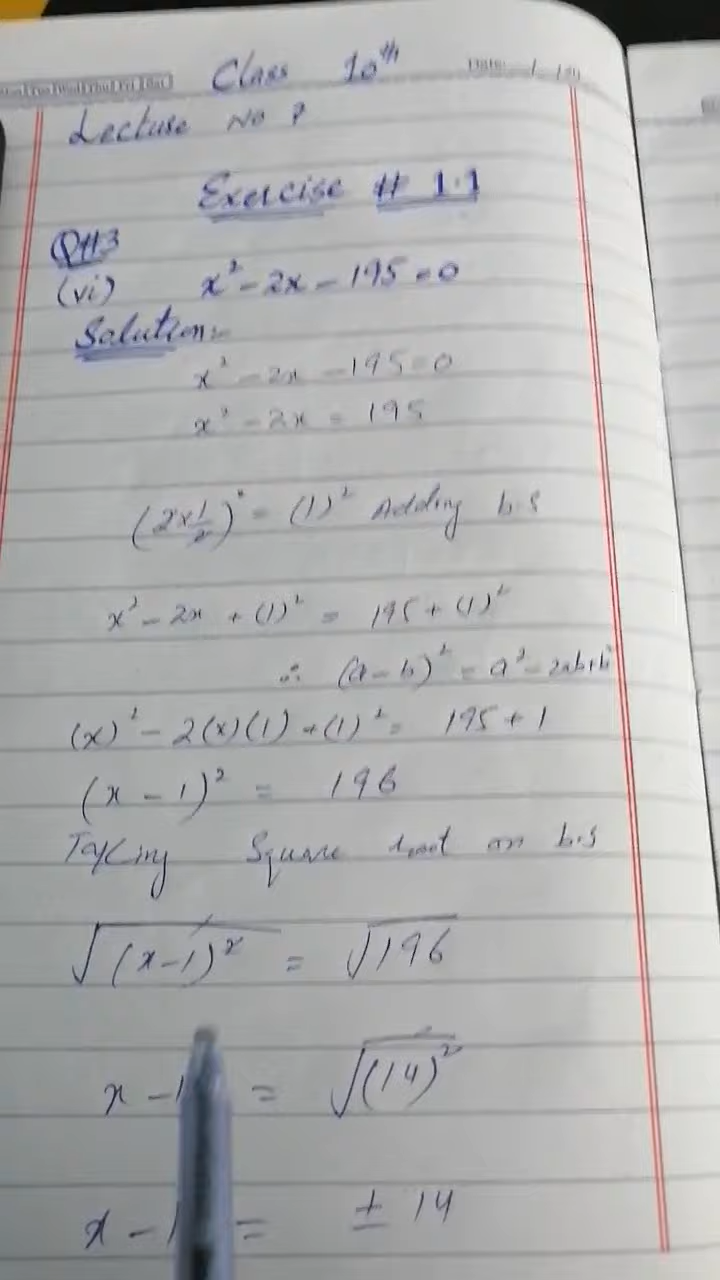 Class 10th
Date:
Lecture No ?
Exercise # 1.1
Q#3
(vi) x² - 2x - 195 = 0
Solution:
x² - 2x - 195 = 0
x² - 2x = 195
(2×1/2)² = (1)² Adding b.s
x² - 2x + (1)² = 195 + (1)²
∴ (a - b)² = a² - 2ab + b²
(x)² - 2(x)(1) + (1)² = 195 + 1
(x - 1)² = 196
Taking Square root on b.s
√(x-1)² = √196
x - 1 = √(14)²
x - 1 = ± 14